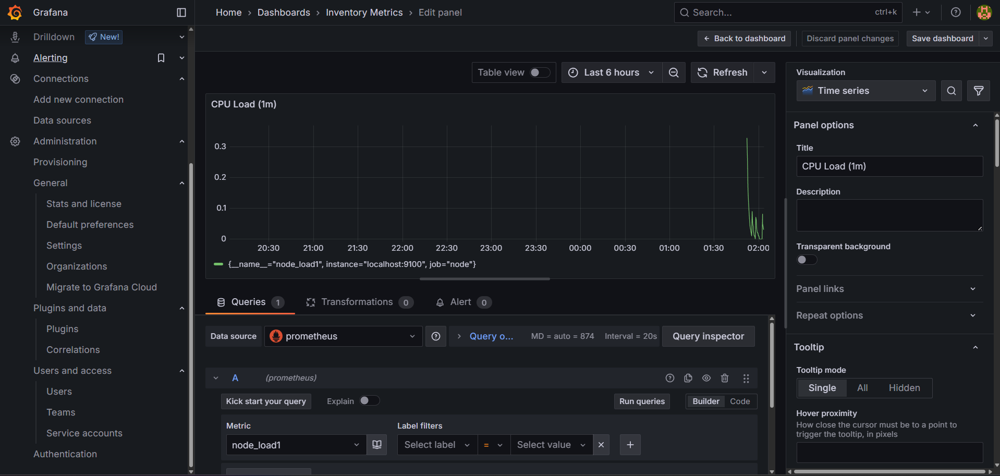 Grafana
Home › Dashboards › Inventory Metrics › Edit panel
Search...
ctrl+k
Drilldown
New!
Alerting
Connections
Add new connection
Data sources
Administration
Provisioning
General
Stats and license
Default preferences
Settings
Organizations
Migrate to Grafana Cloud
Plugins and data
Plugins
Correlations
Users and access
Users
Teams
Service accounts
Authentication
Back to dashboard
Discard panel changes
Save dashboard
Table view
Last 6 hours
Refresh
CPU Load (1m)
0.3
0.2
0.1
0
20:30 21:00 21:30 22:00 22:30 23:00 23:30 00:00 00:30 01:00 01:30 02:00
{__name__="node_load1", instance="localhost:9100", job="node"}
Queries 1
Transformations 0
Alert 0
Data source
prometheus
Query o...
MD = auto = 874
Interval = 20s
Query inspector
A
(prometheus)
Kick start your query
Explain
Run queries
Builder
Code
Metric
Label filters
node_load1
Select label
=
Select value
Visualization
Time series
Panel options
Title
CPU Load (1m)
Description
Transparent background
Panel links
Repeat options
Tooltip
Tooltip mode
Single
All
Hidden
Hover proximity
How close the cursor must be to a point to
trigger the tooltip, in pixels